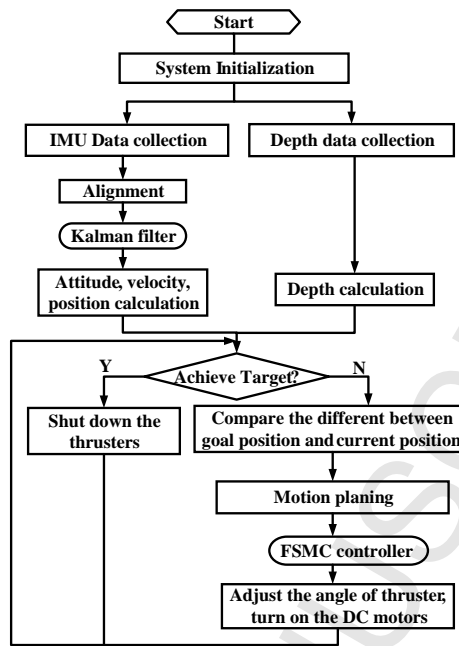 Start
System Initialization
IMU Data collection
Depth data collection
Alignment
Kalman filter
Attitude, velocity,
position calculation
Depth calculation
Y
Achieve Target?
N
Shut down the
thrusters
Compare the different between
goal position and current position
Motion planing
FSMC controller
Adjust the angle of thruster,
turn on the DC motors